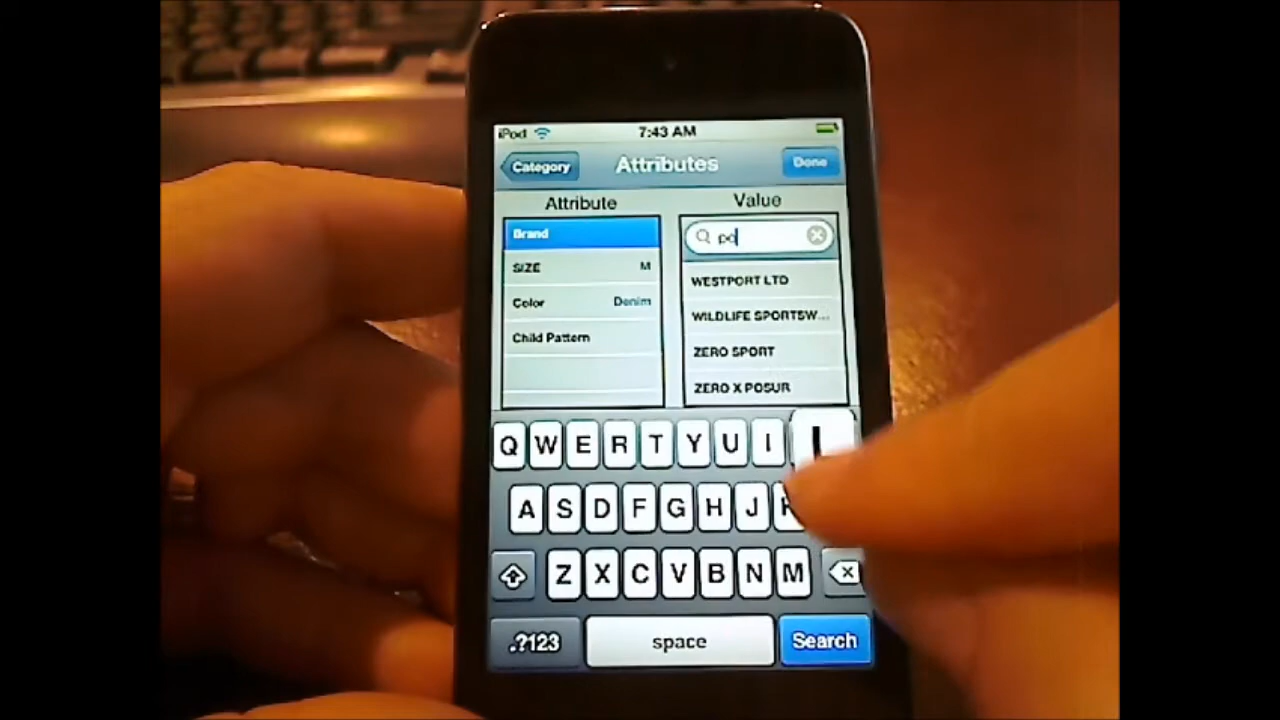 iPod 7:43 AM
Category Attributes Done
Attribute Value
Brand
po
SIZE M
WESTPORT LTD
Color Denim
WILDLIFE SPORTSW...
Child Pattern
ZERO SPORT
ZERO X POSUR
Q W E R T Y U I L
A S D F G H J K
Z X C V B N M
.?123 space Search